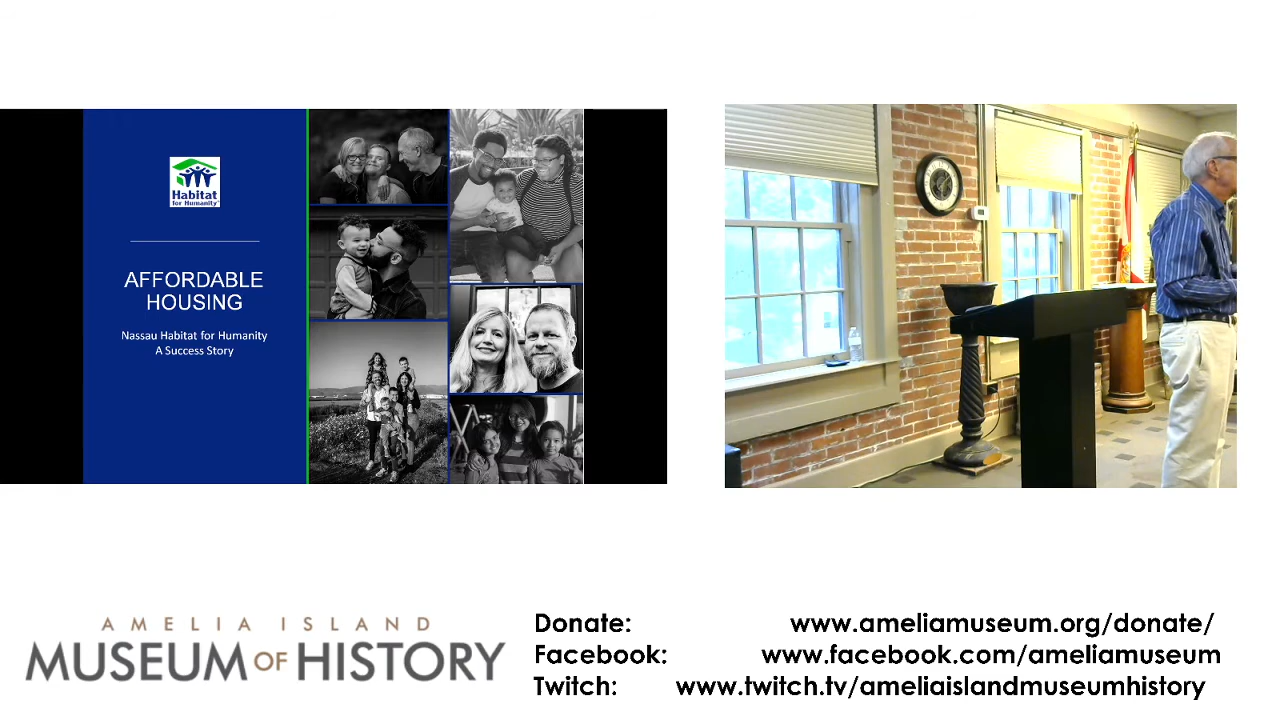 Habitat
for Humanity
AFFORDABLE
HOUSING
Nassau Habitat for Humanity
A Success Story
AMELIA ISLAND
MUSEUM OF HISTORY
Donate: www.ameliamuseum.org/donate/
Facebook: www.facebook.com/ameliamuseum
Twitch: www.twitch.tv/ameliaislandmuseumhistory